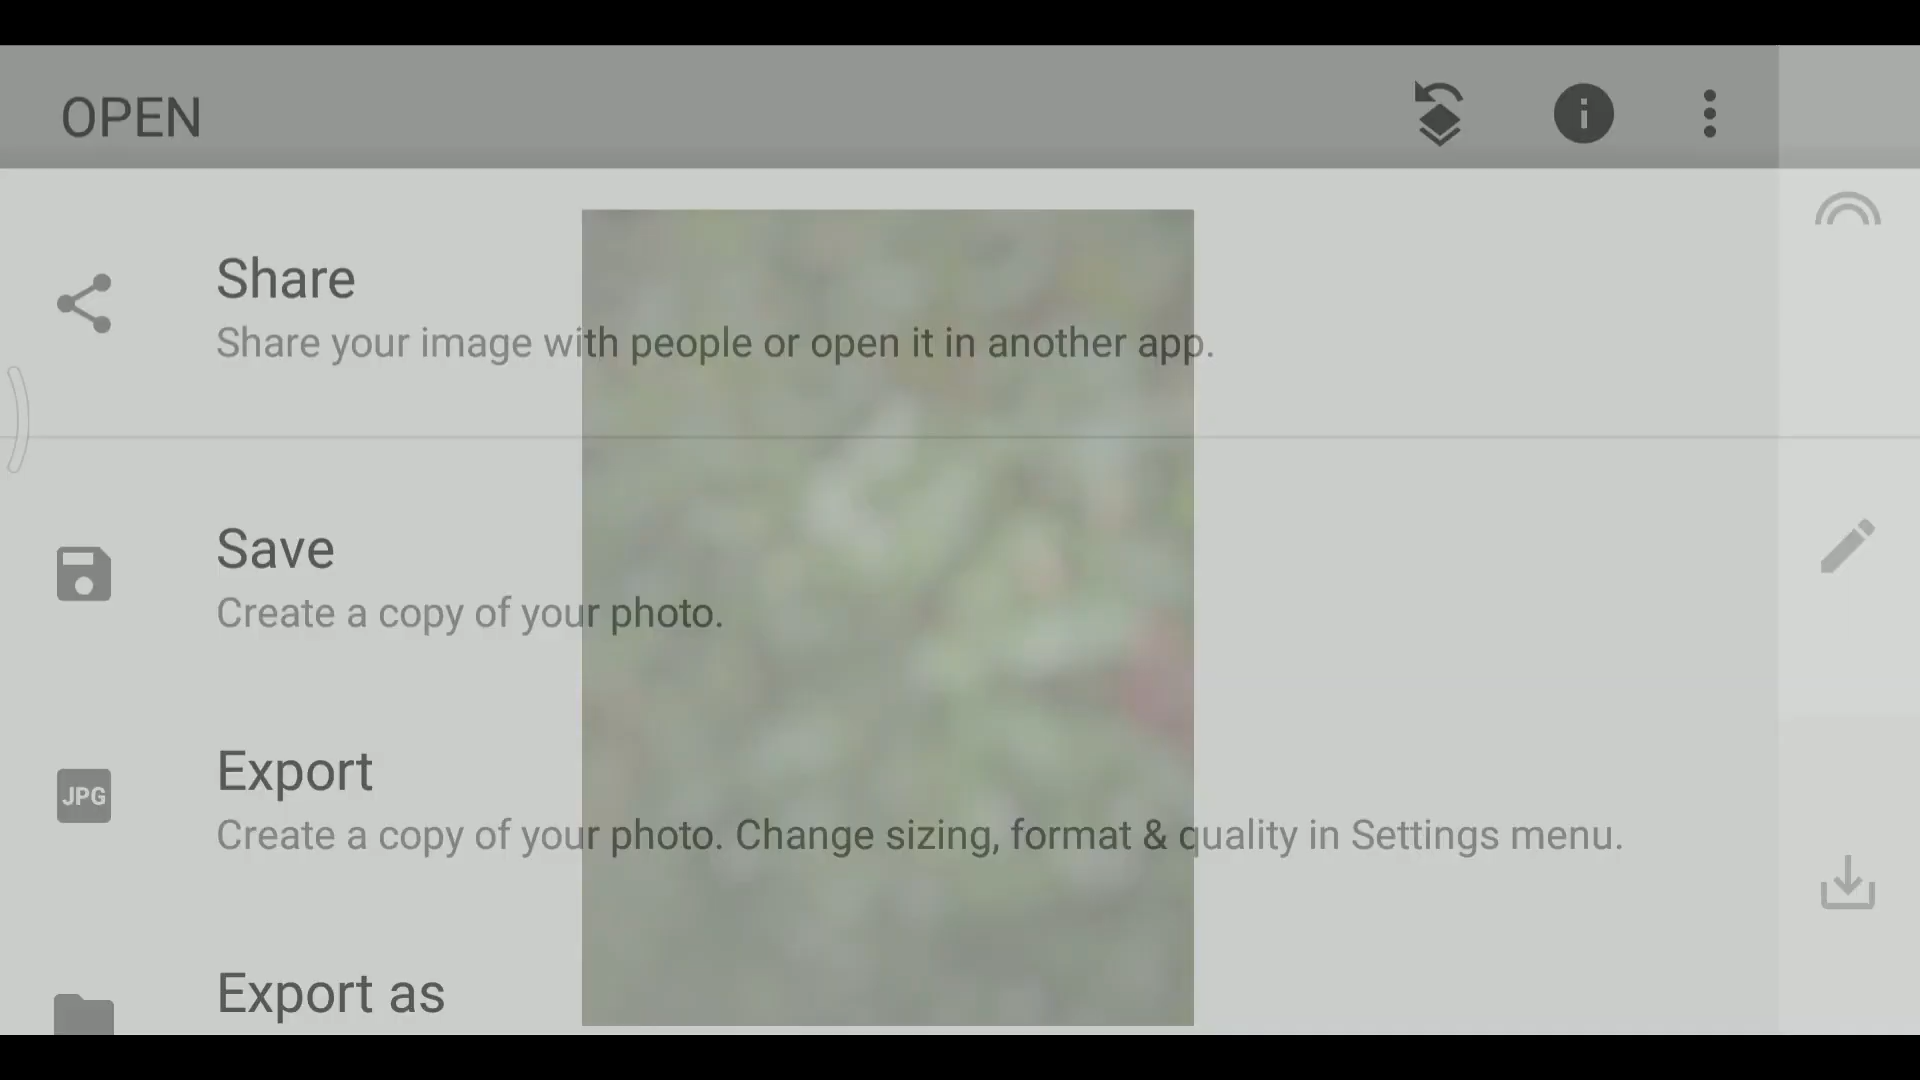 OPEN
Share
Share your image with people or open it in another app.
Save
Create a copy of your photo.
JPG
Export
Create a copy of your photo. Change sizing, format & quality in Settings menu.
Export as